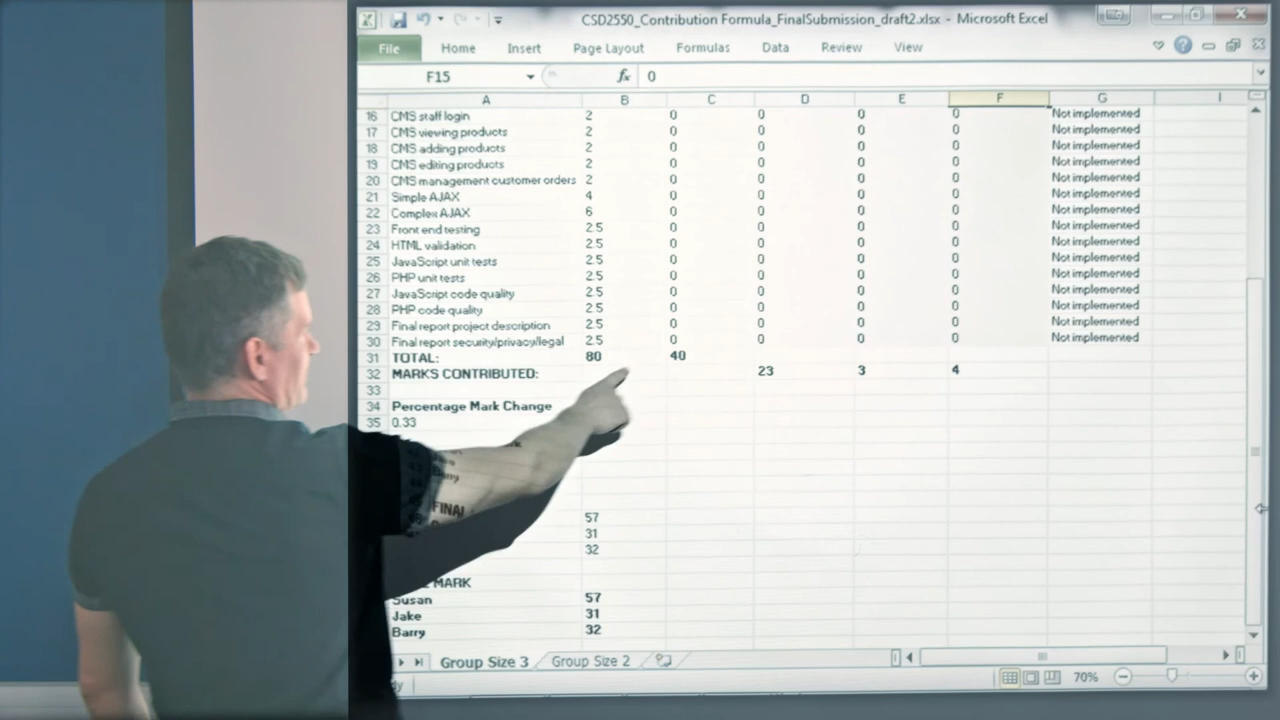 CSD2550_Contribution Formula_FinalSubmission_draft2.xlsx - Microsoft Excel
File Home Insert Page Layout Formulas Data Review View
F15 fx 0
A B C D E F G I
16 CMS staff login 2 0 0 0 0 Not implemented
17 CMS viewing products 2 0 0 0 0 Not implemented
18 CMS adding products 2 0 0 0 0 Not implemented
19 CMS editing products 2 0 0 0 0 Not implemented
20 CMS management customer orders 2 0 0 0 0 Not implemented
21 Simple AJAX 4 0 0 0 0 Not implemented
22 Complex AJAX 6 0 0 0 0 Not implemented
23 Front end testing 2.5 0 0 0 0 Not implemented
24 HTML validation 2.5 0 0 0 0 Not implemented
25 JavaScript unit tests 2.5 0 0 0 0 Not implemented
26 PHP unit tests 2.5 0 0 0 0 Not implemented
27 JavaScript code quality 2.5 0 0 0 0 Not implemented
28 PHP code quality 2.5 0 0 0 0 Not implemented
29 Final report project description 2.5 0 0 0 0 Not implemented
30 Final report security/privacy/legal 2.5 0 0 0 0 Not implemented
31 TOTAL: 80 40
32 MARKS CONTRIBUTED: 23 3 4
33
34 Percentage Mark Change
35 0.33
Barry
FINAL
57
31
32
MARK
Susan 57
Jake 31
Barry 32
Group Size 3 Group Size 2
70%